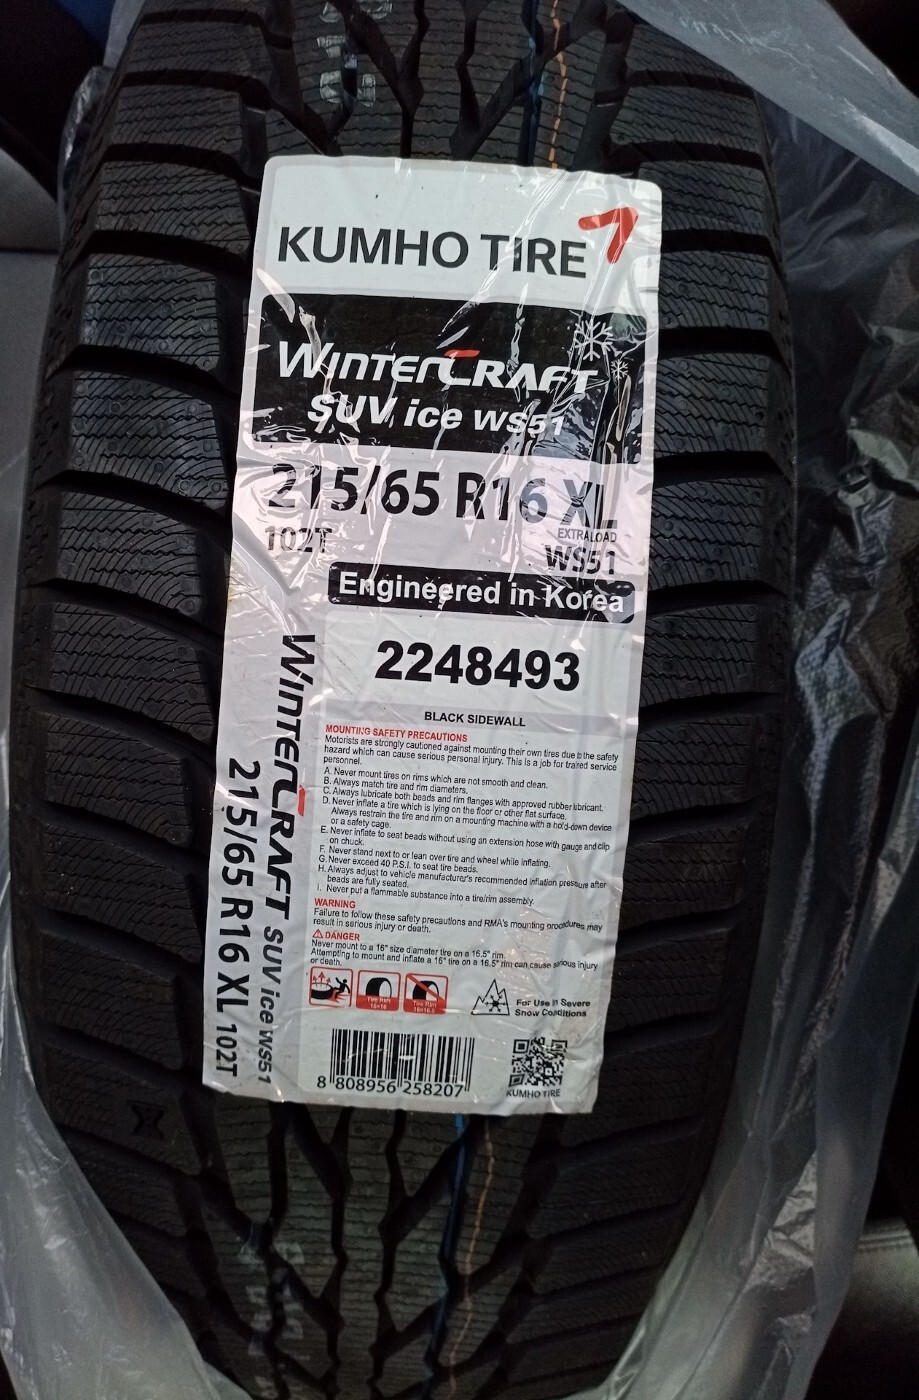 KUMHO TIRE
WINTERCRAFT
SUV ice WS51
215/65 R16 XL
EXTRA LOAD
102T
WS51
Engineered in Korea
2248493
BLACK SIDEWALL
MOUNTING SAFETY PRECAUTIONS
Motorists are strongly cautioned against mounting their own tires due to the safety
hazard which can cause serious personal injury. This is a job for trained service
personnel.
A. Never mount tires on rims which are not smooth and clean.
B. Always match tire and rim diameters.
C. Always lubricate both beads and rim flanges with approved rubber lubricant.
D. Never inflate a tire which is lying on the floor or other flat surface.
Always restrain the tire and rim on a mounting machine with a hold-down device
or a safety cage.
E. Never inflate to seat beads without using an extension hose with gauge and clip
on chuck.
F. Never stand next to or lean over tire and wheel while inflating.
G. Never exceed 40 P.S.I. to seat tire beads.
H. Always adjust to vehicle manufacturer's recommended inflation pressure after
beads are fully seated.
I. Never put a flammable substance into a tire/rim assembly.
WARNING
Failure to follow these safety precautions and RMA's mounting procedures may
result in serious injury or death.
DANGER
Never mount to a 16" size diameter tire on a 16.5" rim.
Attempting to mount and inflate a 16" tire on a 16.5" rim can cause serious injury
or death.
Tire Rim
16=16
Tire Rim
16=16.5
For Use in Severe
Snow Conditions
8 808956 258207
KUMHO TIRE
WINTERCRAFT SUV ice WS51
215/65 R16 XL 102T